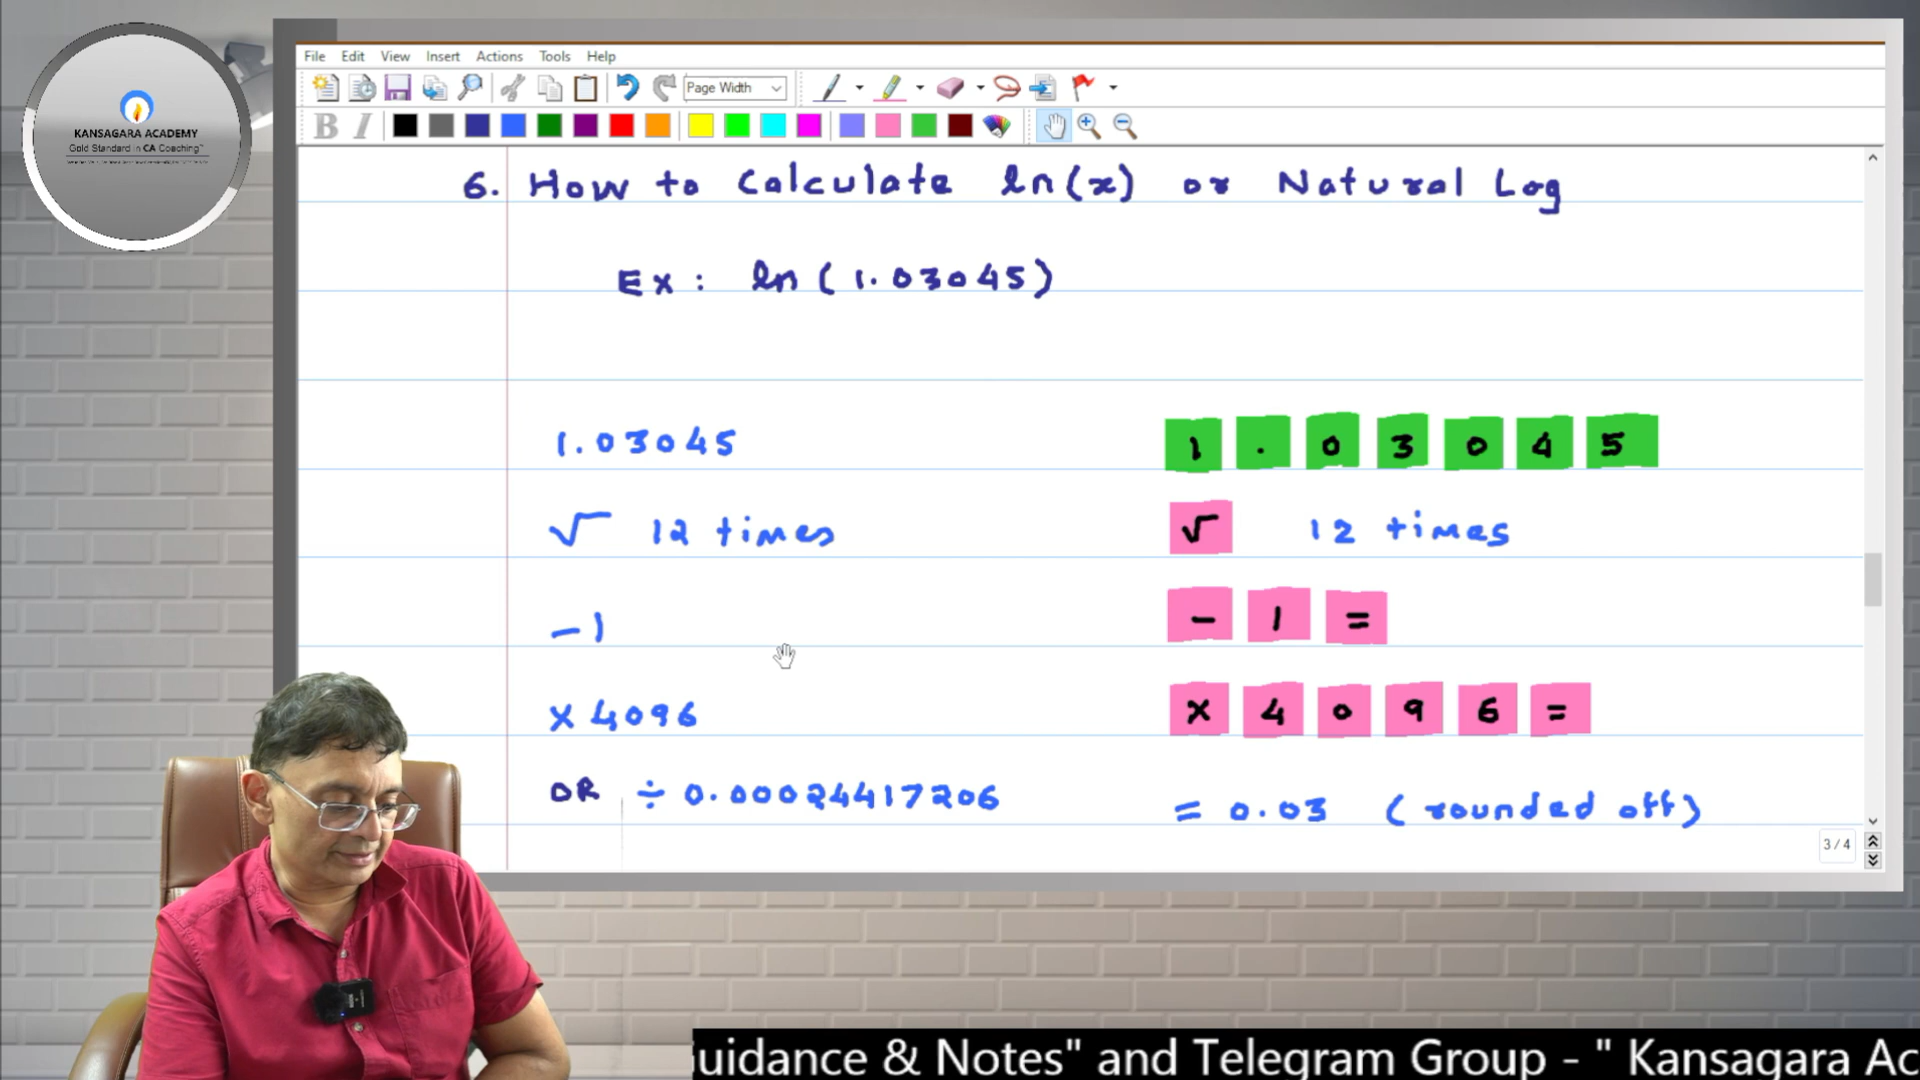 KANSAGARA ACADEMY
Gold Standard in CA Coaching™
File Edit View Insert Actions Tools Help
Page Width
B I
6. How to Calculate ln(x) or Natural Log
Ex: ln(1.03045)
1.03045
1 . 0 3 0 4 5
√ 12 times
√ 12 times
-1
- 1 =
x 4096
x 4 0 9 6 =
OR ÷ 0.00024417206
= 0.03 (rounded off)
3 / 4
uidance & Notes" and Telegram Group - " Kansagara Ac